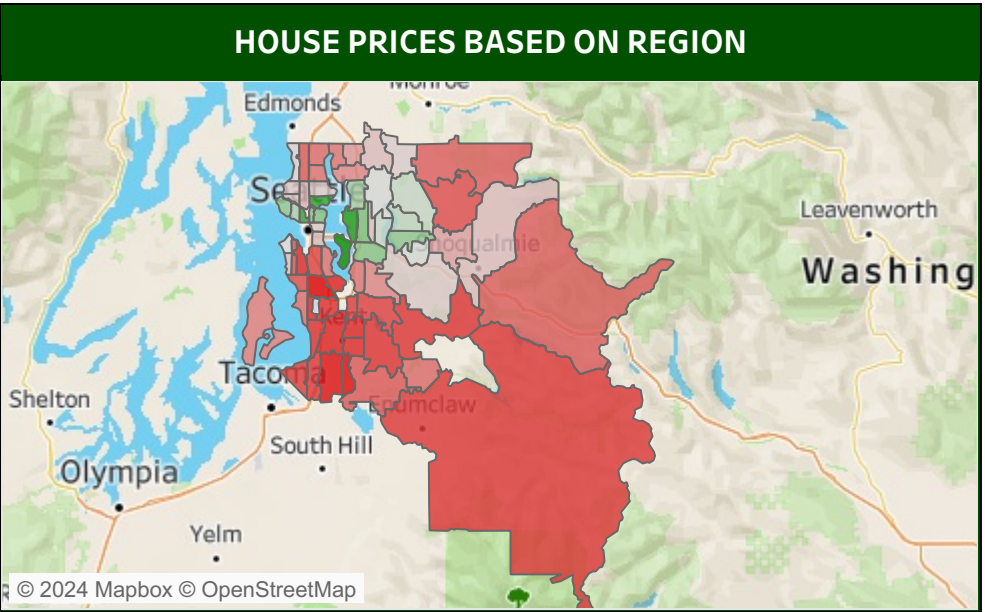 HOUSE PRICES BASED ON REGION
Monroe
Edmonds
Seattle
Leavenworth
Snoqualmie
Washing
Kent
Tacoma
Shelton
Enumclaw
South Hill
Olympia
Yelm
© 2024 Mapbox © OpenStreetMap